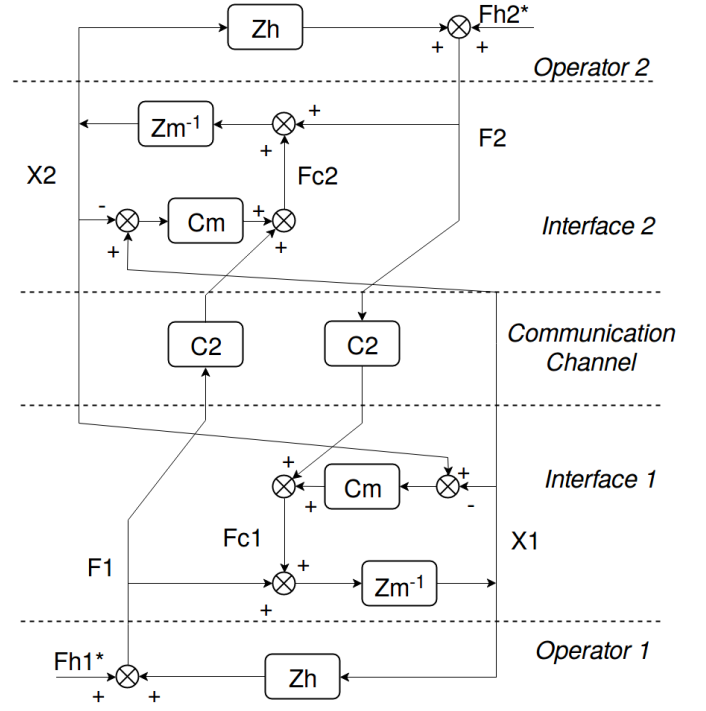 Zh
Fh2*
+ +
Operator 2
Zm-1
+
+
F2
X2
Fc2
-
Cm
+
+
+
Interface 2
C2
C2
Communication
Channel
+
Cm
+
+
-
Interface 1
Fc1
X1
F1
+
Zm-1
+
Operator 1
Fh1*
Zh
+ +